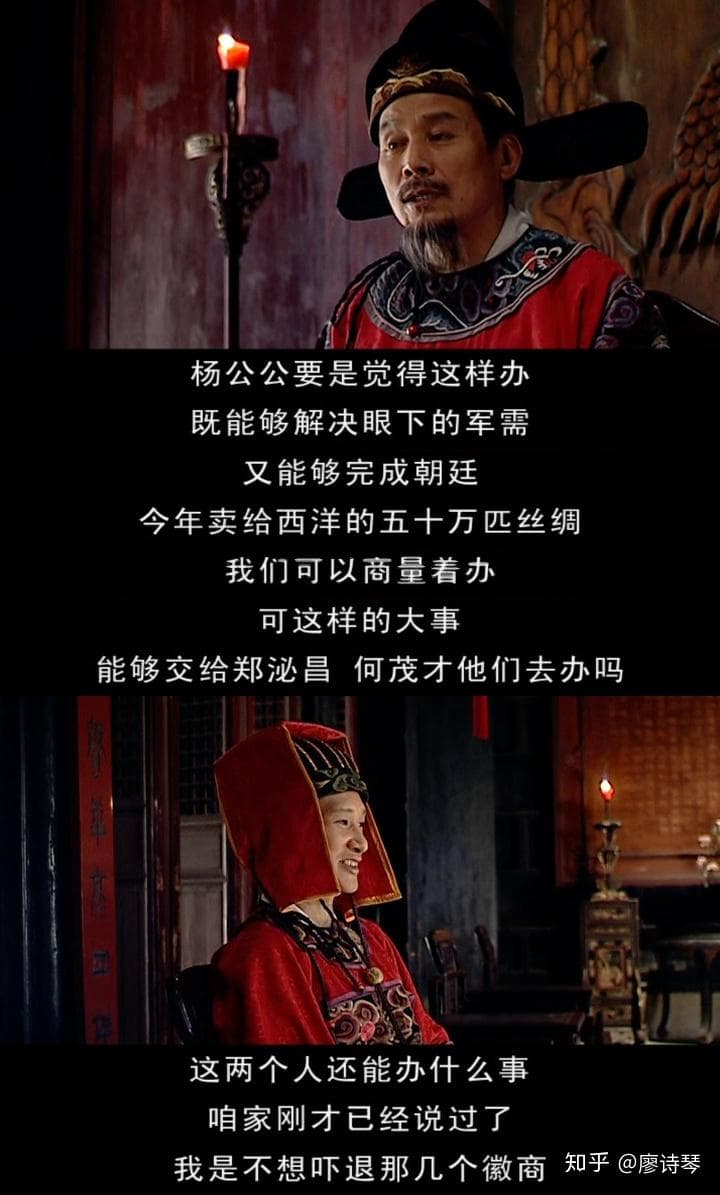 杨公公要是觉得这样办
既能够解决眼下的军需
又能够完成朝廷
今年卖给西洋的五十万匹丝绸
我们可以商量着办
可这样的大事
能够交给郑泌昌 何茂才他们去办吗
这两个人还能办什么事
咱家刚才已经说过了
我是不想吓退那几个徽商
知乎 @廖诗琴